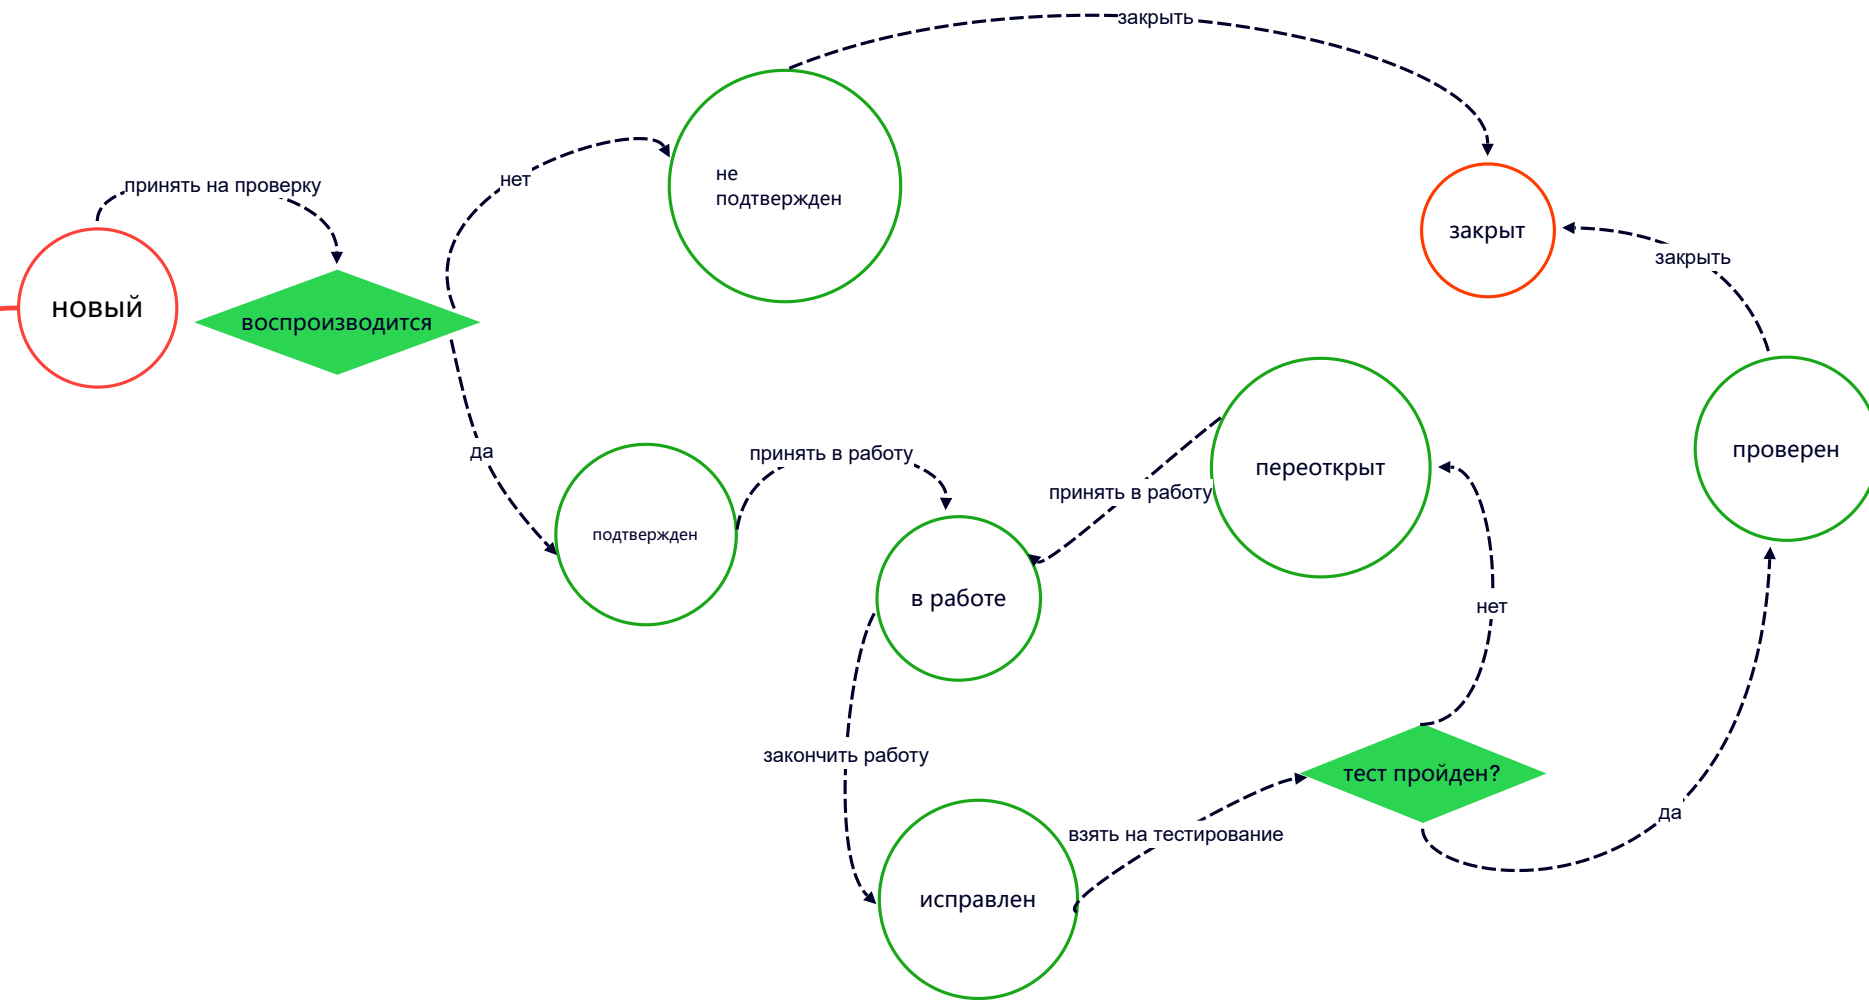 закрыть
не
подтвержден
нет
принять на проверку
закрыт
закрыть
новый
воспроизводится
да
принять в работу
переоткрыт
проверен
принять в работу
подтвержден
в работе
нет
закончить работу
тест пройден?
да
взять на тестирование
исправлен